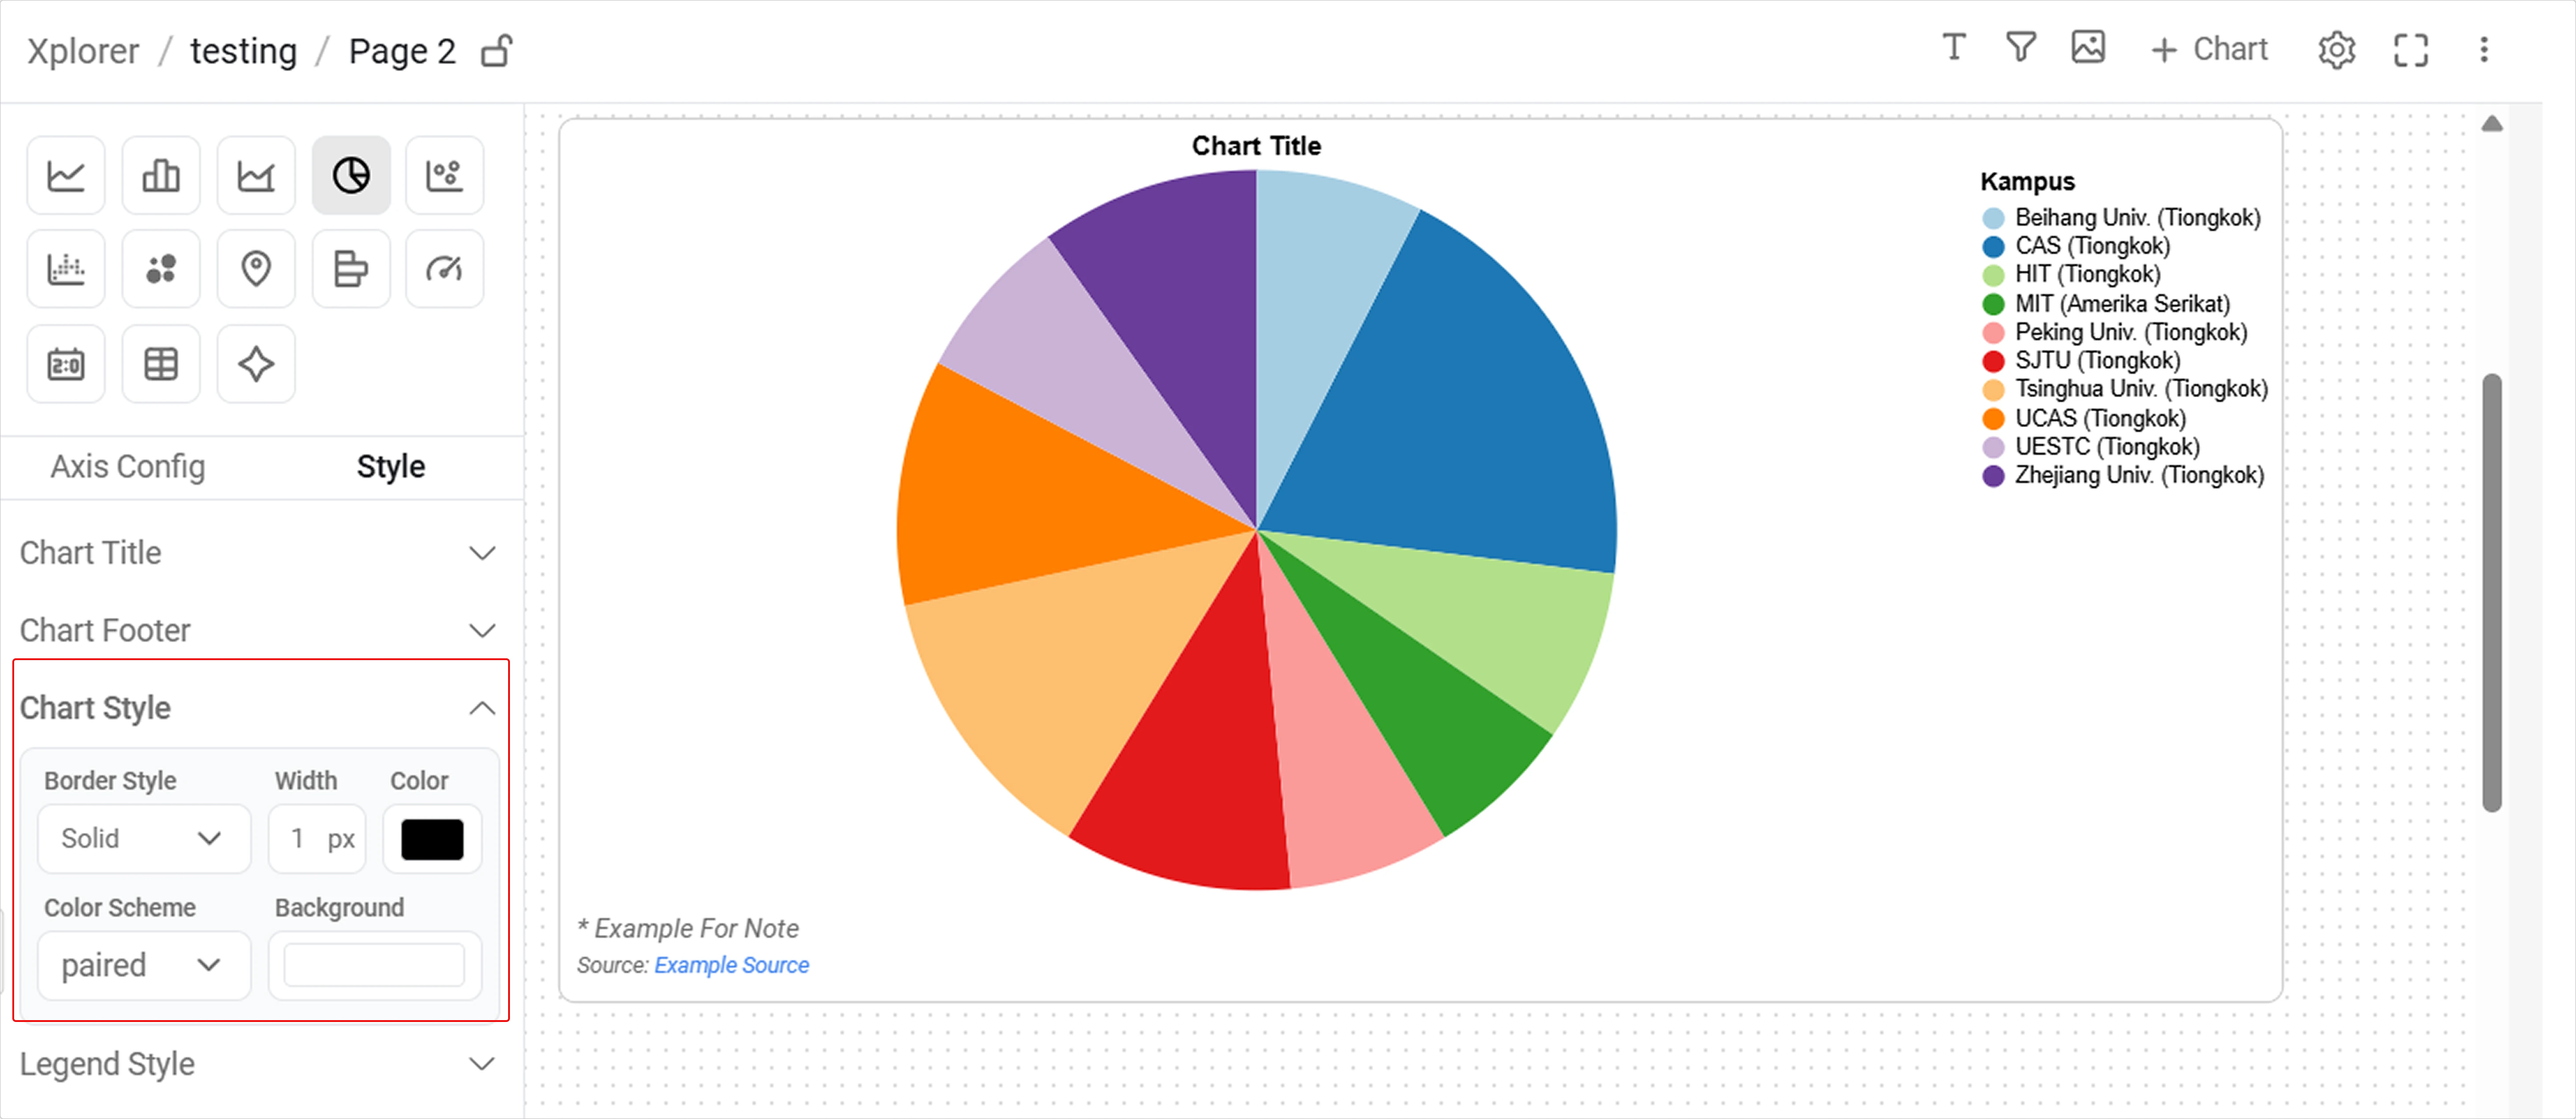 Xplorer / testing / Page 2
+ Chart
2:0
Axis Config Style
Chart Title
Chart Footer
Chart Style
Border Style Width Color
Solid 1 px
Color Scheme Background
paired
Legend Style
Chart Title
Kampus
Beihang Univ. (Tiongkok)
CAS (Tiongkok)
HIT (Tiongkok)
MIT (Amerika Serikat)
Peking Univ. (Tiongkok)
SJTU (Tiongkok)
Tsinghua Univ. (Tiongkok)
UCAS (Tiongkok)
UESTC (Tiongkok)
Zhejiang Univ. (Tiongkok)
* Example For Note
Source: Example Source